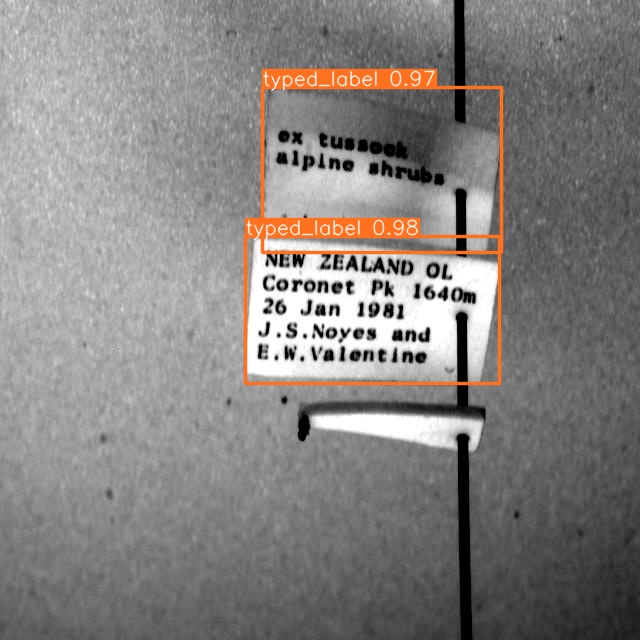 typed_label 0.97
ex tussock
alpine shrubs
typed_label 0.98
NEW ZEALAND OL
Coronet Pk 1640m
26 Jan 1981
J.S.Noyes and
E.W.Valentine